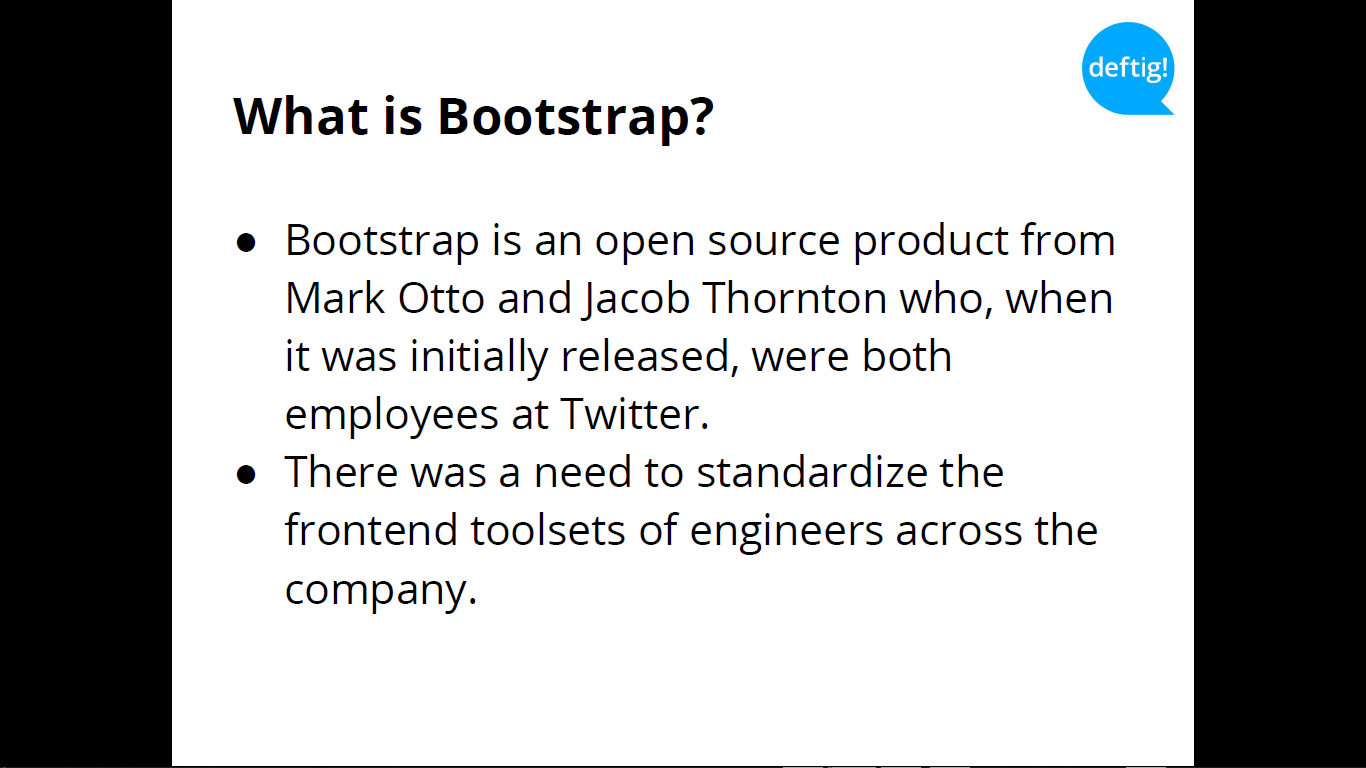 deftig!
What is Bootstrap?
● Bootstrap is an open source product from
Mark Otto and Jacob Thornton who, when
it was initially released, were both
employees at Twitter.
● There was a need to standardize the
frontend toolsets of engineers across the
company.